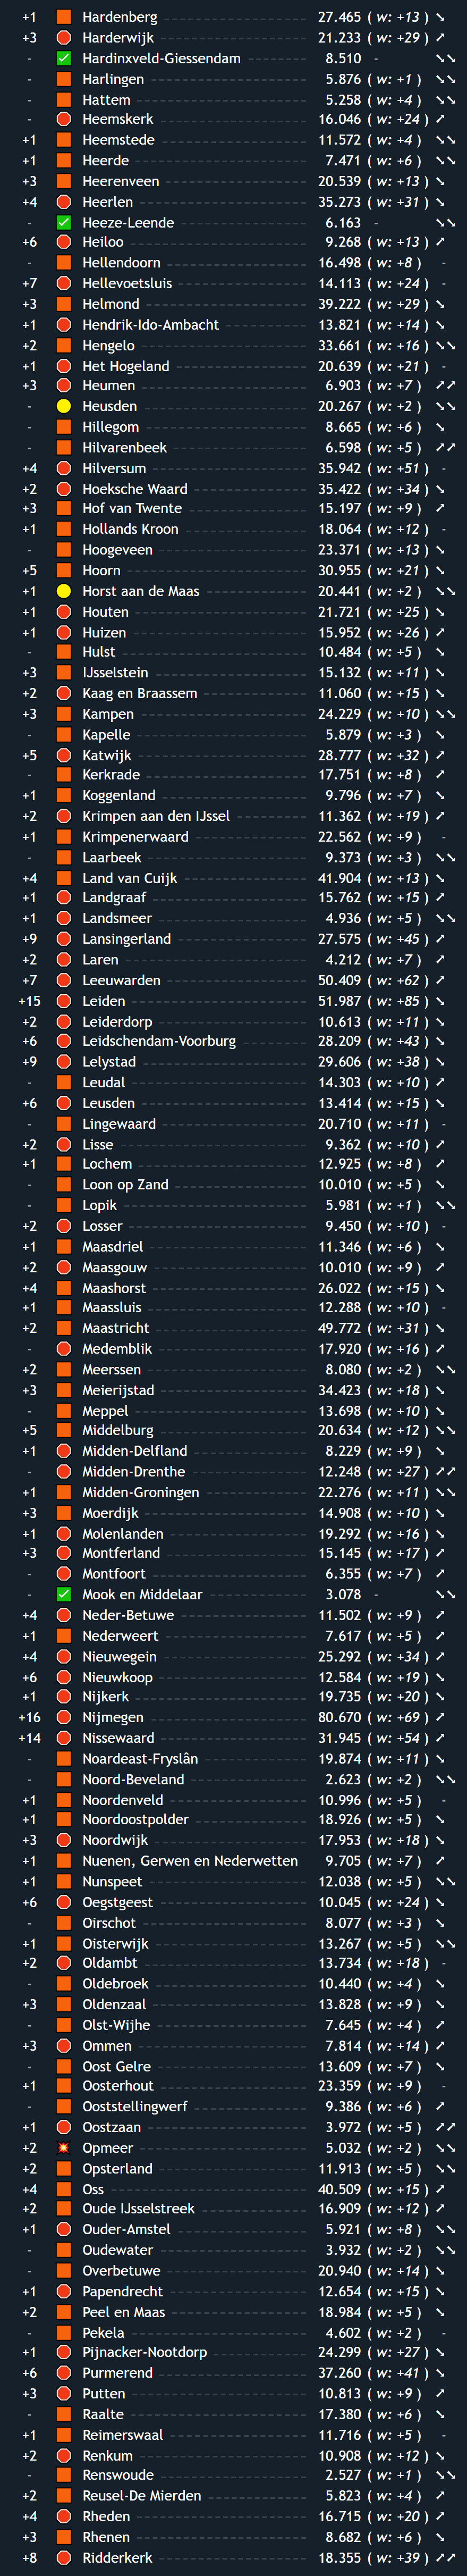 +1 Hardenberg 27.465 ( w: +13 ) ↘
+3 Harderwijk 21.233 ( w: +29 ) ↗
- Hardinxveld-Giessendam 8.510 - ↘↘
- Harlingen 5.876 ( w: +1 ) ↘↘
- Hattem 5.258 ( w: +4 ) ↘↘
- Heemskerk 16.046 ( w: +24 ) ↗
+1 Heemstede 11.572 ( w: +4 ) ↘↘
+1 Heerde 7.471 ( w: +6 ) ↘↘
+3 Heerenveen 20.539 ( w: +13 ) ↘
+4 Heerlen 35.273 ( w: +31 ) ↘
- Heeze-Leende 6.163 - ↘↘
+6 Heiloo 9.268 ( w: +13 ) ↗
- Hellendoorn 16.498 ( w: +8 ) -
+7 Hellevoetsluis 14.113 ( w: +24 ) -
+3 Helmond 39.222 ( w: +29 ) ↘
+1 Hendrik-Ido-Ambacht 13.821 ( w: +14 ) ↘
+2 Hengelo 33.661 ( w: +16 ) ↘↘
+1 Het Hogeland 20.639 ( w: +21 ) -
+3 Heumen 6.903 ( w: +7 ) ↗↗
- Heusden 20.267 ( w: +2 ) ↘↘
- Hillegom 8.665 ( w: +6 ) ↘
- Hilvarenbeek 6.598 ( w: +5 ) ↗↗
+4 Hilversum 35.942 ( w: +51 ) -
+2 Hoeksche Waard 35.422 ( w: +34 ) ↘
+3 Hof van Twente 15.197 ( w: +9 ) ↗
+1 Hollands Kroon 18.064 ( w: +12 ) -
- Hoogeveen 23.371 ( w: +13 ) ↘
+5 Hoorn 30.955 ( w: +21 ) ↘
+1 Horst aan de Maas 20.441 ( w: +2 ) ↘↘
+1 Houten 21.721 ( w: +25 ) ↘
+1 Huizen 15.952 ( w: +26 ) ↗
- Hulst 10.484 ( w: +5 ) ↘
+3 IJsselstein 15.132 ( w: +11 ) ↘
+2 Kaag en Braassem 11.060 ( w: +15 ) ↘
+3 Kampen 24.229 ( w: +10 ) ↘↘
- Kapelle 5.879 ( w: +3 ) ↘
+5 Katwijk 28.777 ( w: +32 ) ↗
- Kerkrade 17.751 ( w: +8 ) ↗
+1 Koggenland 9.796 ( w: +7 ) ↘
+2 Krimpen aan den IJssel 11.362 ( w: +19 ) ↗
+1 Krimpenerwaard 22.562 ( w: +9 ) -
- Laarbeek 9.373 ( w: +3 ) ↘↘
+4 Land van Cuijk 41.904 ( w: +13 ) ↘
+1 Landgraaf 15.762 ( w: +15 ) ↗
+1 Landsmeer 4.936 ( w: +5 ) ↘↘
+9 Lansingerland 27.575 ( w: +45 ) ↗
+2 Laren 4.212 ( w: +7 ) ↗
+7 Leeuwarden 50.409 ( w: +62 ) ↗
+15 Leiden 51.987 ( w: +85 ) ↘
+2 Leiderdorp 10.613 ( w: +11 ) ↘
+6 Leidschendam-Voorburg 28.209 ( w: +43 ) ↘
+9 Lelystad 29.606 ( w: +38 ) ↘
- Leudal 14.303 ( w: +10 ) ↗
+6 Leusden 13.414 ( w: +15 ) ↘
- Lingewaard 20.710 ( w: +11 ) -
+2 Lisse 9.362 ( w: +10 ) ↗
+1 Lochem 12.925 ( w: +8 ) ↗
- Loon op Zand 10.010 ( w: +5 ) ↘
- Lopik 5.981 ( w: +1 ) ↘↘
+2 Losser 9.450 ( w: +10 ) -
+1 Maasdriel 11.346 ( w: +6 ) ↘
+2 Maasgouw 10.010 ( w: +9 ) ↗
+4 Maashorst 26.022 ( w: +15 ) ↘
+1 Maassluis 12.288 ( w: +10 ) -
+2 Maastricht 49.772 ( w: +31 ) ↘
- Medemblik 17.920 ( w: +16 ) ↗
+2 Meerssen 8.080 ( w: +2 ) ↘↘
+3 Meierijstad 34.423 ( w: +18 ) ↘
- Meppel 13.698 ( w: +10 ) ↘
+5 Middelburg 20.634 ( w: +12 ) ↘↘
+1 Midden-Delfland 8.229 ( w: +9 ) ↘
- Midden-Drenthe 12.248 ( w: +27 ) ↗↗
+1 Midden-Groningen 22.276 ( w: +11 ) ↘↘
+3 Moerdijk 14.908 ( w: +10 ) ↘
+1 Molenlanden 19.292 ( w: +16 ) ↘
+3 Montferland 15.145 ( w: +17 ) ↗
- Montfoort 6.355 ( w: +7 ) ↗
- Mook en Middelaar 3.078 - ↘↘
+4 Neder-Betuwe 11.502 ( w: +9 ) ↗
+1 Nederweert 7.617 ( w: +5 ) ↗
+4 Nieuwegein 25.292 ( w: +34 ) ↗
+6 Nieuwkoop 12.584 ( w: +19 ) ↘
+1 Nijkerk 19.735 ( w: +20 ) ↘
+16 Nijmegen 80.670 ( w: +69 ) ↗
+14 Nissewaard 31.945 ( w: +54 ) ↗
- Noardeast-Fryslân 19.874 ( w: +11 ) ↘
- Noord-Beveland 2.623 ( w: +2 ) ↘↘
+1 Noordenveld 10.996 ( w: +5 ) -
+1 Noordoostpolder 18.926 ( w: +5 ) ↘
+3 Noordwijk 17.953 ( w: +18 ) ↘
+1 Nuenen, Gerwen en Nederwetten 9.705 ( w: +7 ) ↗
+1 Nunspeet 12.038 ( w: +5 ) ↘↘
+6 Oegstgeest 10.045 ( w: +24 ) ↘
- Oirschot 8.077 ( w: +3 ) ↘
+1 Oisterwijk 13.267 ( w: +5 ) ↘↘
+2 Oldambt 13.734 ( w: +18 ) -
- Oldebroek 10.440 ( w: +4 ) ↘
+3 Oldenzaal 13.828 ( w: +9 ) ↘
- Olst-Wijhe 7.645 ( w: +4 ) ↗
+3 Ommen 7.814 ( w: +14 ) ↗
- Oost Gelre 13.609 ( w: +7 ) ↘
+1 Oosterhout 23.359 ( w: +9 ) -
- Ooststellingwerf 9.386 ( w: +6 ) ↗
+1 Oostzaan 3.972 ( w: +5 ) ↗↗
+2 Opmeer 5.032 ( w: +2 ) ↘↘
+2 Opsterland 11.913 ( w: +5 ) ↘↘
+4 Oss 40.509 ( w: +15 ) ↗
+2 Oude IJsselstreek 16.909 ( w: +12 ) ↗
+1 Ouder-Amstel 5.921 ( w: +8 ) ↘↘
- Oudewater 3.932 ( w: +2 ) ↘↘
- Overbetuwe 20.940 ( w: +14 ) ↘
+1 Papendrecht 12.654 ( w: +15 ) ↘
+2 Peel en Maas 18.984 ( w: +5 ) ↘
- Pekela 4.602 ( w: +2 ) -
+1 Pijnacker-Nootdorp 24.299 ( w: +27 ) ↘
+6 Purmerend 37.260 ( w: +41 ) ↘
+3 Putten 10.813 ( w: +9 ) ↗
- Raalte 17.380 ( w: +6 ) ↘
+1 Reimerswaal 11.716 ( w: +5 ) -
+2 Renkum 10.908 ( w: +12 ) ↘
- Renswoude 2.527 ( w: +1 ) ↘↘
+2 Reusel-De Mierden 5.823 ( w: +4 ) ↗
+4 Rheden 16.715 ( w: +20 ) ↗
+3 Rhenen 8.682 ( w: +6 ) ↘
+8 Ridderkerk 18.355 ( w: +39 ) ↗↗